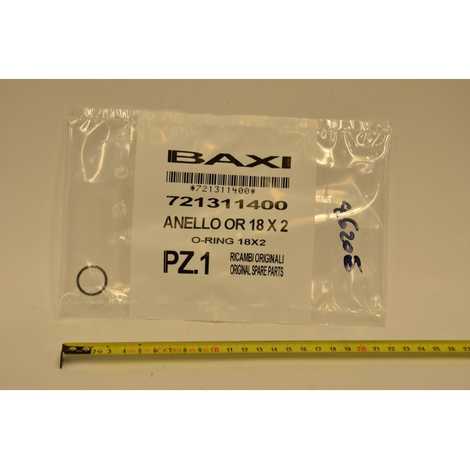 BAXI
*721311400*
721311400
ANELLO OR 18 X 2
O-RING 18X2
PZ.1
RICAMBI ORIGINALI
ORIGINAL SPARE PARTS